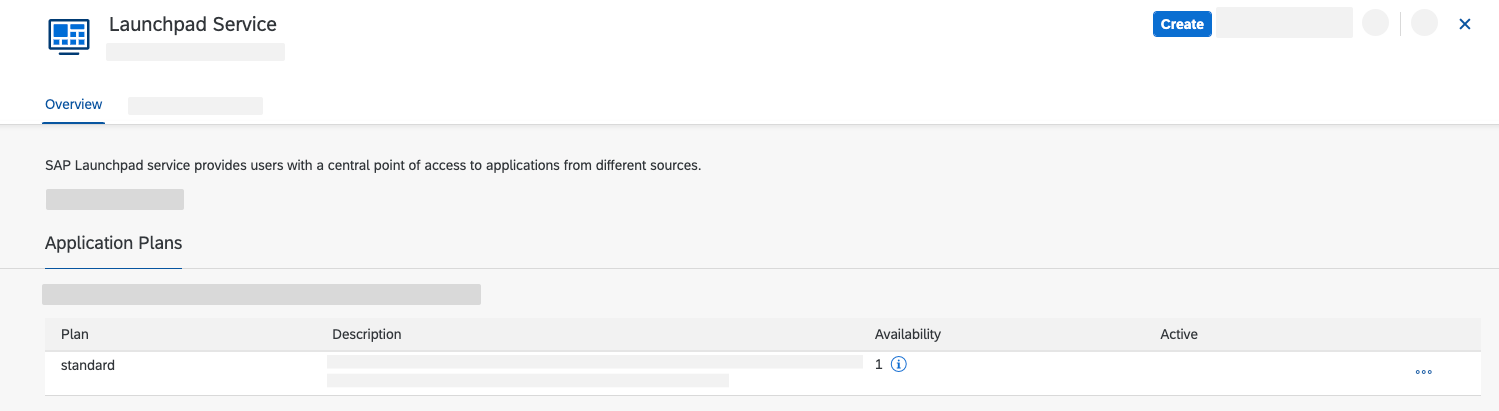 Launchpad Service
Create
Overview
SAP Launchpad service provides users with a central point of access to applications from different sources.
Application Plans
Plan Description Availability Active
standard 1